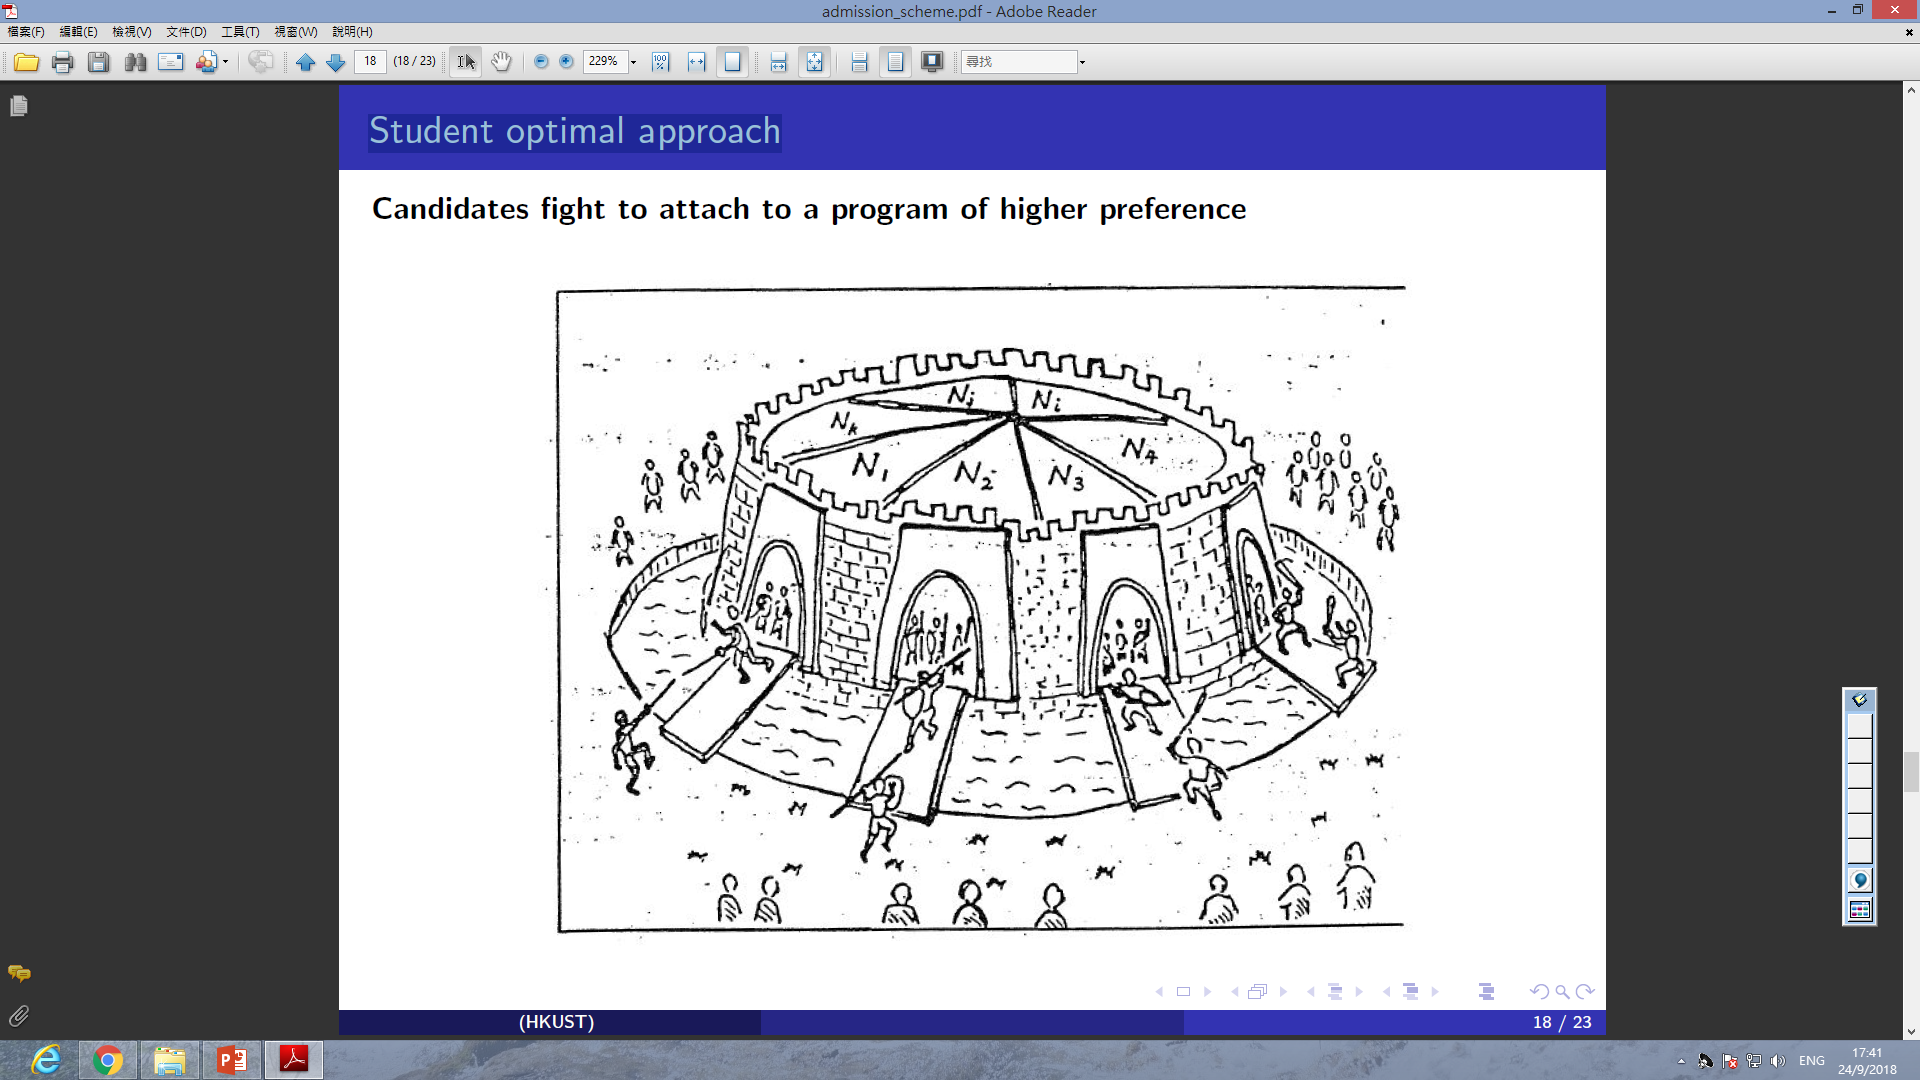 admission_scheme.pdf - Adobe Reader
檔案(F) 編輯(E) 檢視(V) 文件(D) 工具(T) 視窗(W) 說明(H)
18 (18 / 23) 229% 尋找
Student optimal approach
Candidates fight to attach to a program of higher preference
Nj Ni
Nk N4
N1 N2 N3
(HKUST) 18 / 23
ENG 17:41
24/9/2018